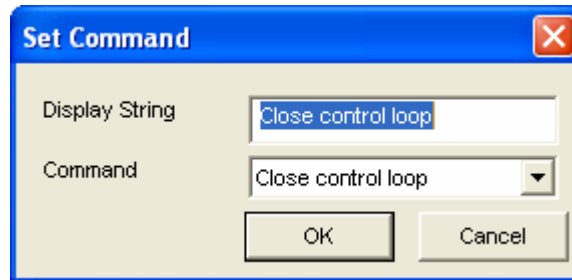 Set Command
Display String Close control loop
Command Close control loop
OK Cancel